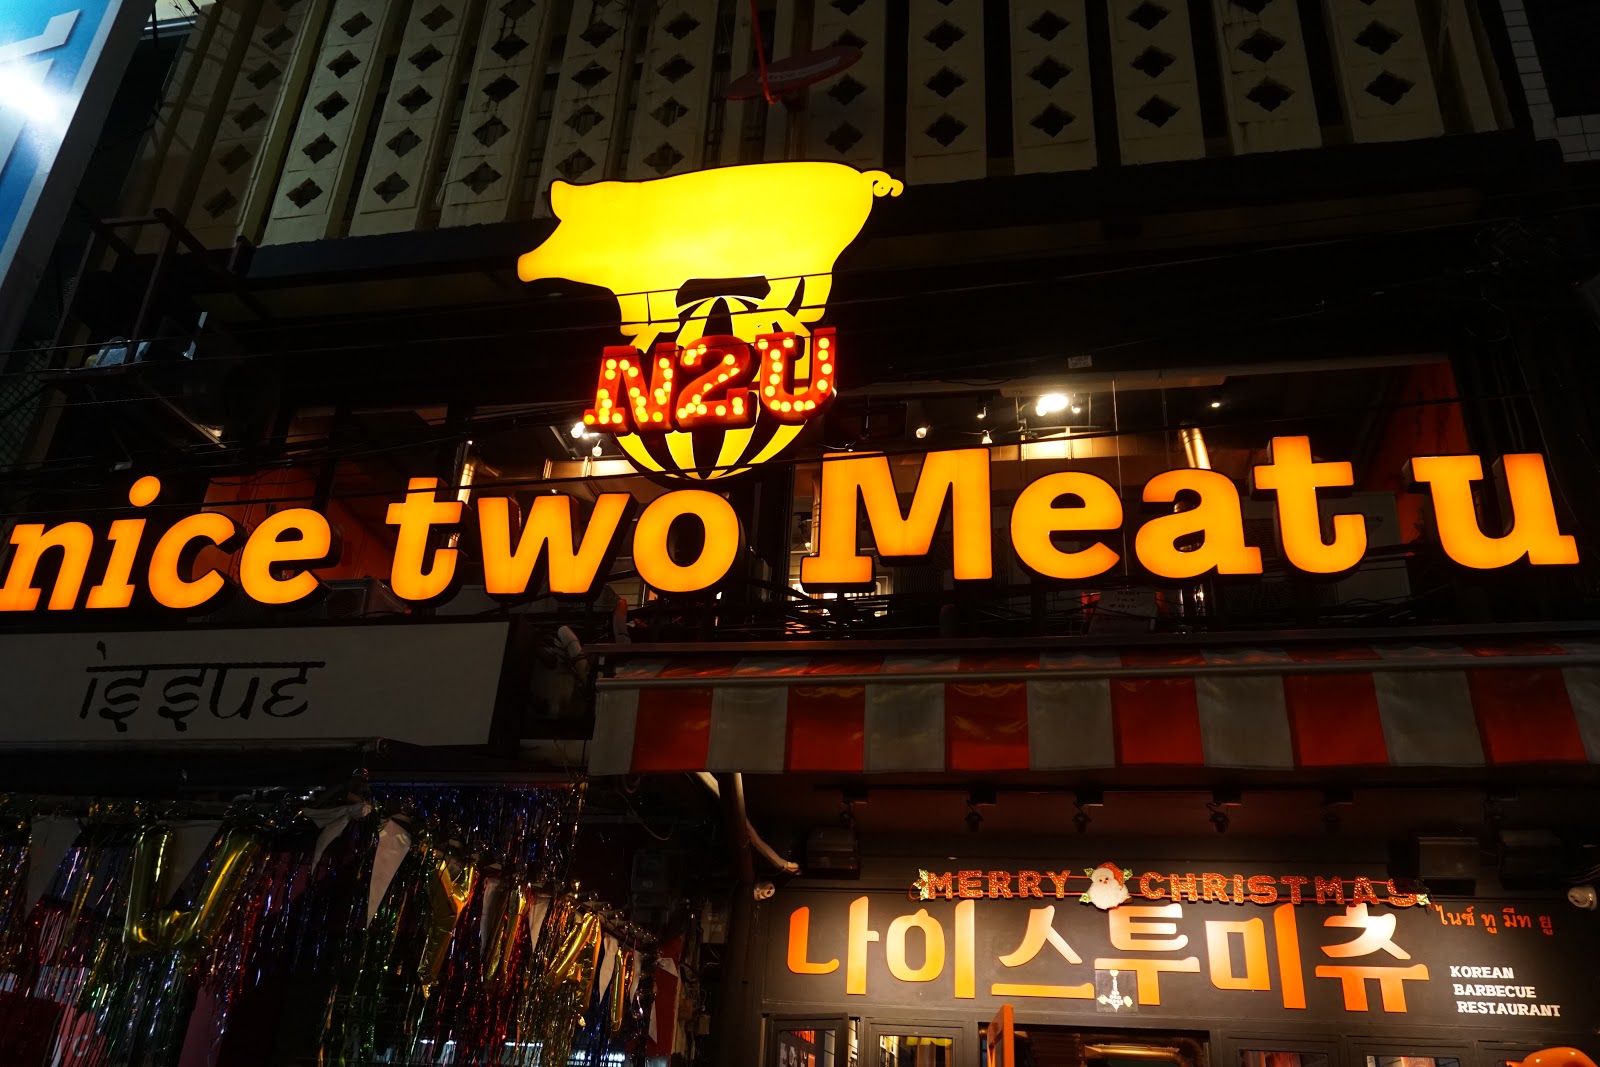 N2U
nice two Meat u
issue
MERRY CHRISTMAS
나이스투미츄
ไนซ์ ทู มีท ยู
KOREAN
BARBECUE
RESTAURANT